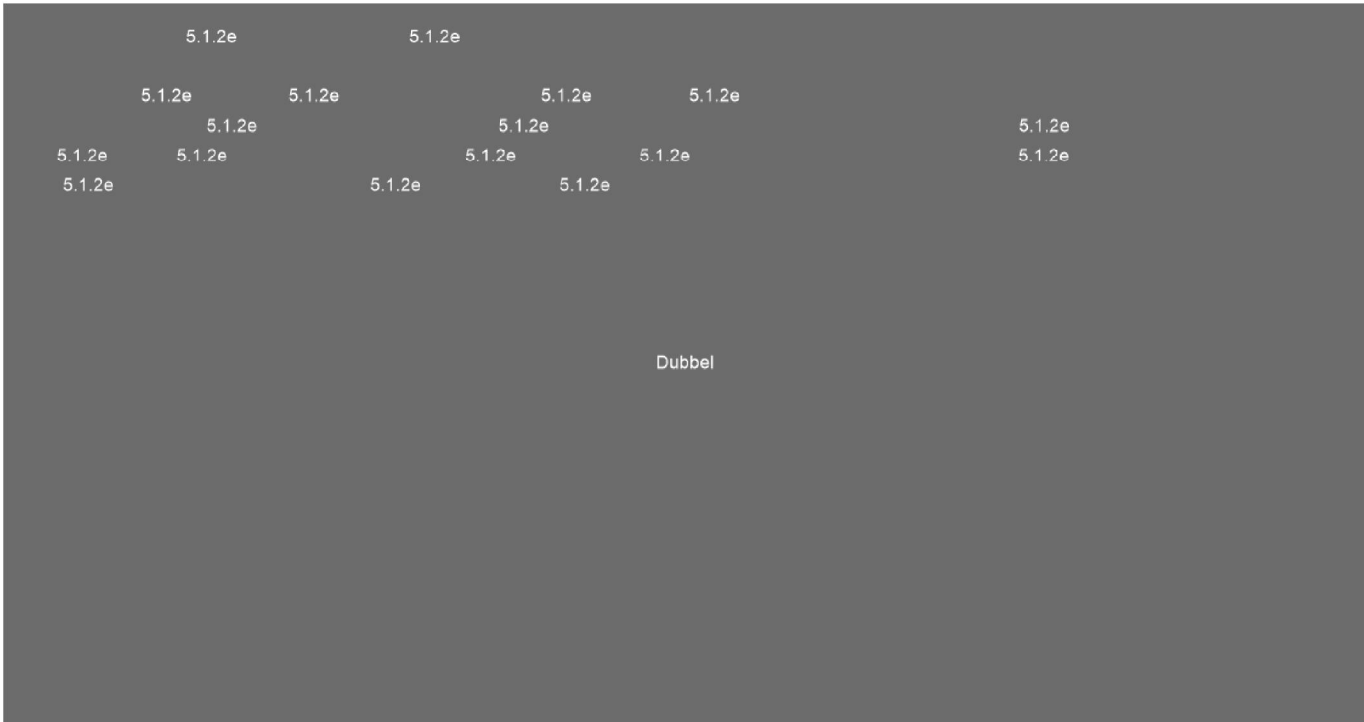 5.1.2e 5.1.2e
5.1.2e 5.1.2e 5.1.2e 5.1.2e
5.1.2e 5.1.2e 5.1.2e
5.1.2e 5.1.2e 5.1.2e 5.1.2e 5.1.2e
5.1.2e 5.1.2e 5.1.2e
Dubbel